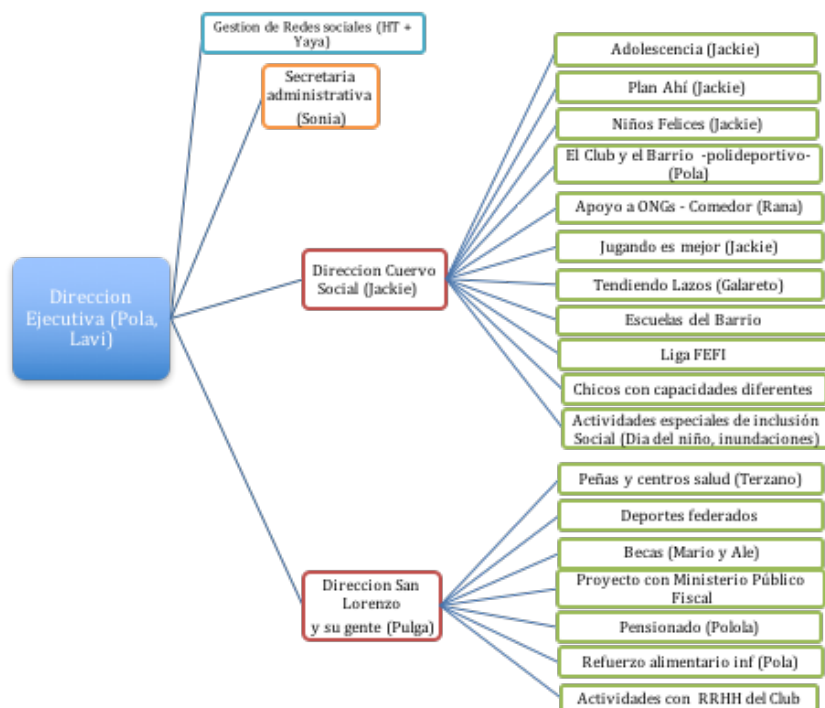 Gestion de Redes sociales (HT +
Yaya)
Secretaria
administrativa
(Sonia)
Direccion
Ejecutiva (Pola,
Lavi)
Direccion Cuervo
Social (Jackie)
Adolescencia (Jackie)
Plan Ahí (Jackie)
Niños Felices (Jackie)
El Club y el Barrio -polideportivo-
(Pola)
Apoyo a ONGs - Comedor (Rana)
Jugando es mejor (Jackie)
Tendiendo Lazos (Galareto)
Escuelas del Barrio
Liga FEFI
Chicos con capacidades diferentes
Actividades especiales de inclusión
Social (Dia del niño, inundaciones)
Direccion San
Lorenzo
y su gente (Pulga)
Peñas y centros salud (Terzano)
Deportes federados
Becas (Mario y Ale)
Proyecto con Ministerio Público
Fiscal
Pensionado (Polola)
Refuerzo alimentario inf (Pola)
Actividades con RRHH del Club